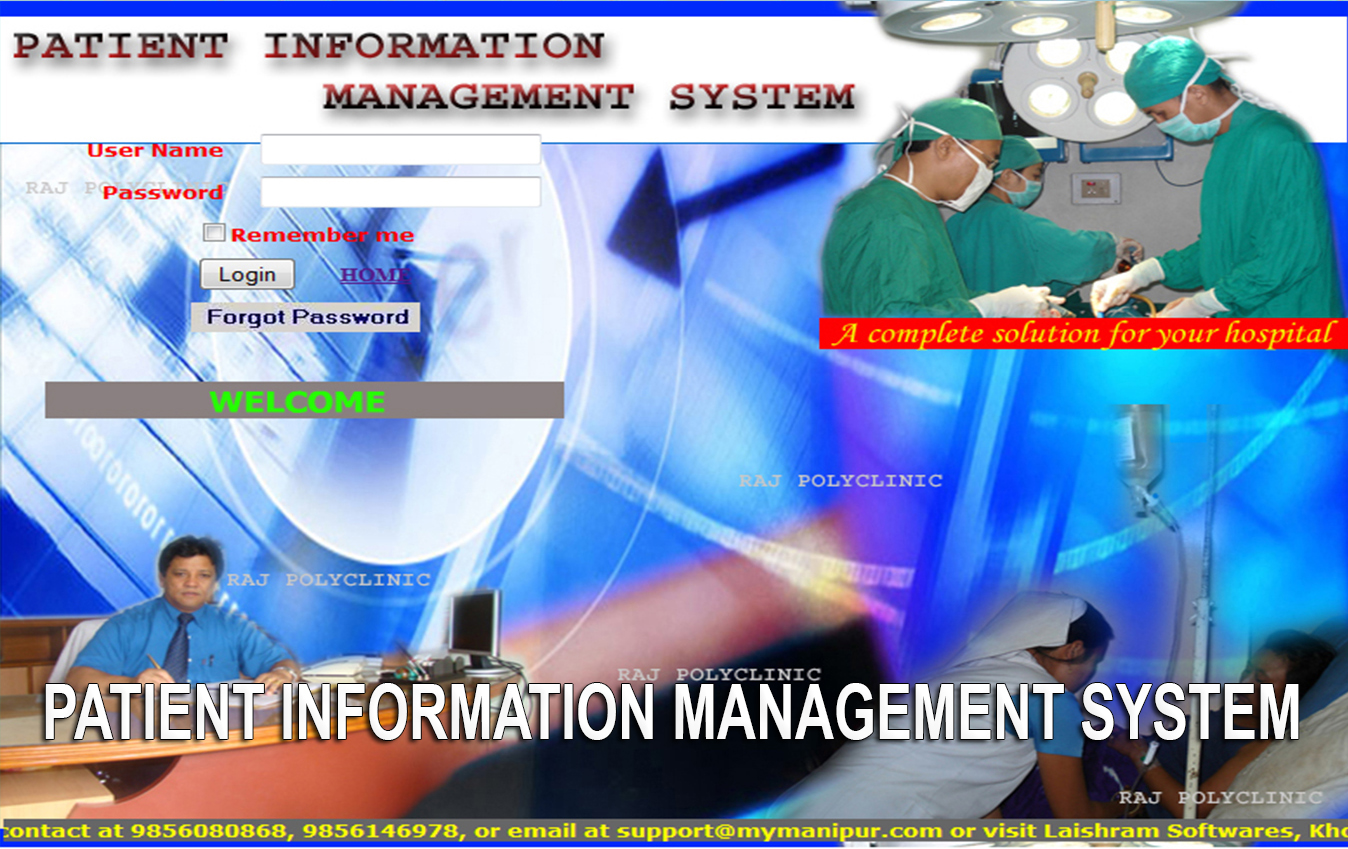 PATIENT INFORMATION
MANAGEMENT SYSTEM
User Name
RAJ POLYCLINIC
Password
Remember me
Login
HOME
Forgot Password
A complete solution for your hospital
WELCOME
RAJ POLYCLINIC
RAJ POLYCLINIC
RAJ POLYCLINIC
PATIENT INFORMATION MANAGEMENT SYSTEM
RAJ POLYCLINIC
contact at 9856080868, 9856146978, or email at support@mymanipur.com or visit Laishram Softwares,